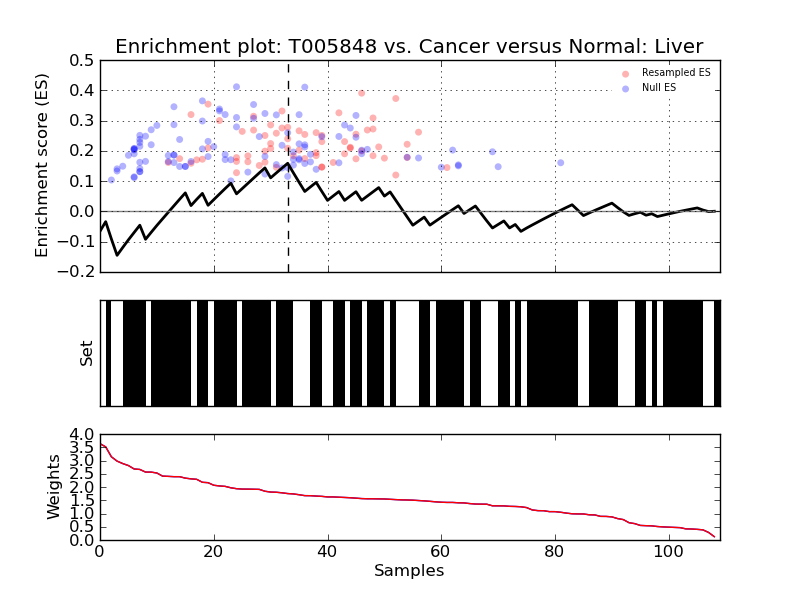 Enrichment plot: T005848 vs. Cancer versus Normal: Liver
Enrichment score (ES)
0.5
0.4
0.3
0.2
0.1
0.0
−0.1
−0.2
Resampled ES
Null ES
Set
Weights
4.0
3.5
3.0
2.5
2.0
1.5
1.0
0.5
0.0
0 20 40 60 80 100
Samples